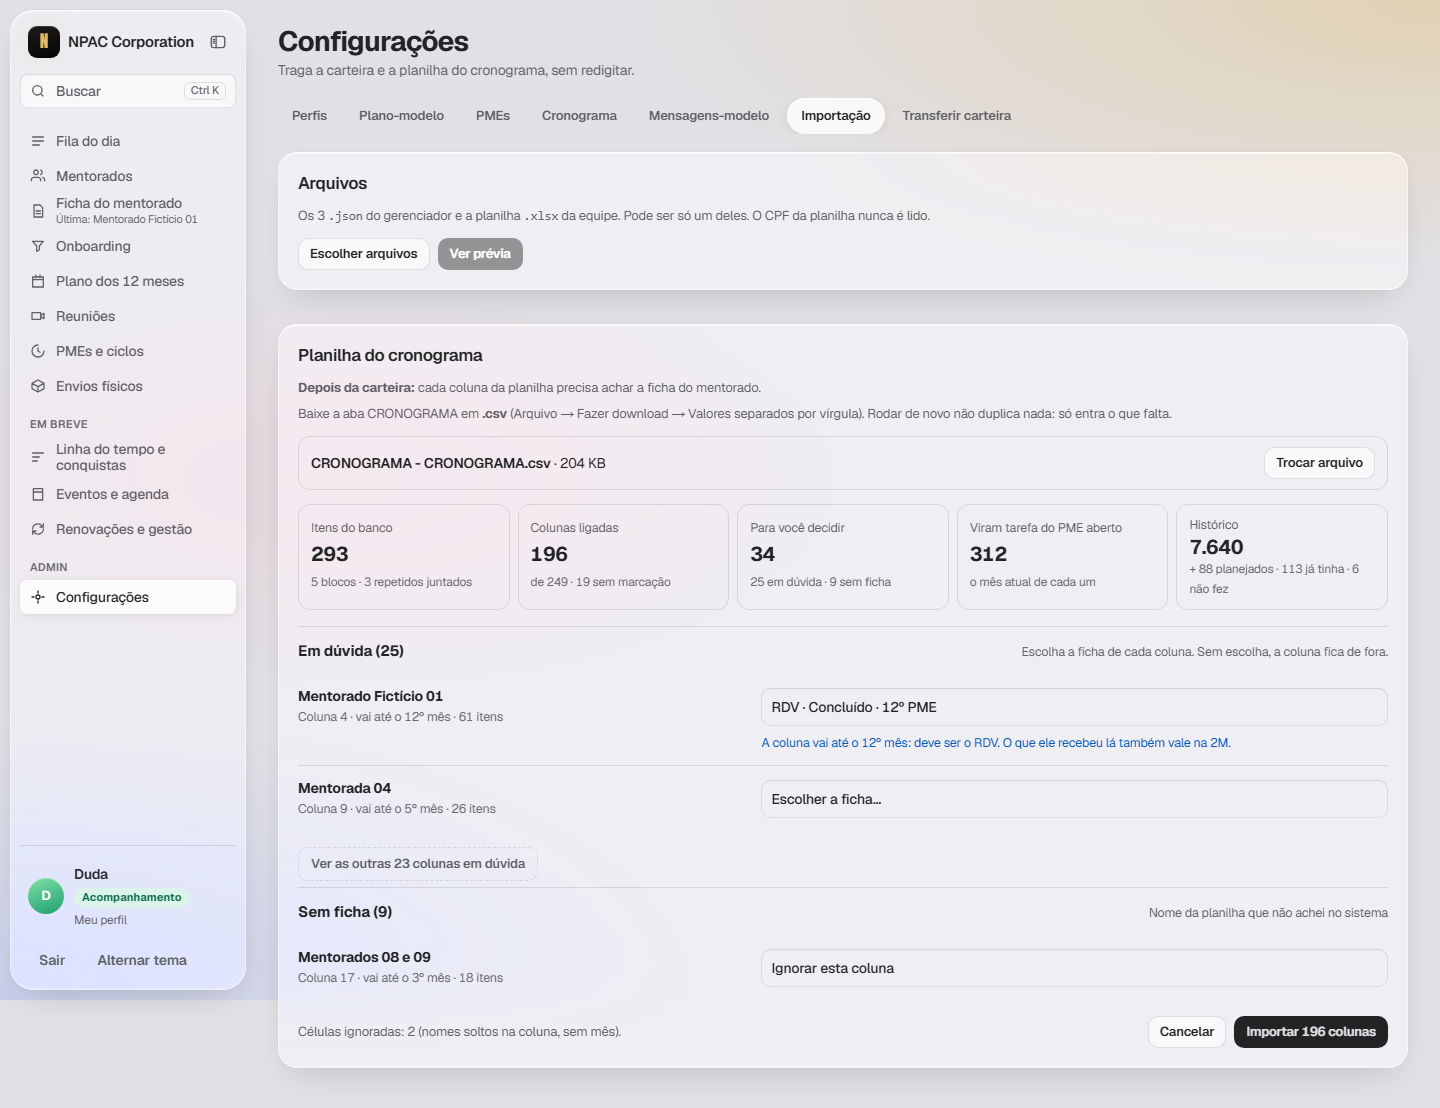 N
NPAC Corporation
Buscar
Ctrl K
Fila do dia
Mentorados
Ficha do mentorado
Última: Mentorado Fictício 01
Onboarding
Plano dos 12 meses
Reuniões
PMEs e ciclos
Envios físicos
EM BREVE
Linha do tempo e
conquistas
Eventos e agenda
Renovações e gestão
ADMIN
Configurações
D
Duda
Acompanhamento
Meu perfil
Sair
Alternar tema
Configurações
Traga a carteira e a planilha do cronograma, sem redigitar.
Perfis
Plano-modelo
PMEs
Cronograma
Mensagens-modelo
Importação
Transferir carteira
Arquivos
Os 3 .json do gerenciador e a planilha .xlsx da equipe. Pode ser só um deles. O CPF da planilha nunca é lido.
Escolher arquivos
Ver prévia
Planilha do cronograma
Depois da carteira: cada coluna da planilha precisa achar a ficha do mentorado.
Baixe a aba CRONOGRAMA em .csv (Arquivo → Fazer download → Valores separados por vírgula). Rodar de novo não duplica nada: só entra o que falta.
CRONOGRAMA - CRONOGRAMA.csv · 204 KB
Trocar arquivo
Itens do banco
293
5 blocos · 3 repetidos juntados
Colunas ligadas
196
de 249 · 19 sem marcação
Para você decidir
34
25 em dúvida · 9 sem ficha
Viram tarefa do PME aberto
312
o mês atual de cada um
Histórico
7.640
+ 88 planejados · 113 já tinha · 6
não fez
Em dúvida (25)
Escolha a ficha de cada coluna. Sem escolha, a coluna fica de fora.
Mentorado Fictício 01
Coluna 4 · vai até o 12º mês · 61 itens
RDV · Concluído · 12º PME
A coluna vai até o 12º mês: deve ser o RDV. O que ele recebeu lá também vale na 2M.
Mentorada 04
Coluna 9 · vai até o 5º mês · 26 itens
Escolher a ficha...
Ver as outras 23 colunas em dúvida
Sem ficha (9)
Nome da planilha que não achei no sistema
Mentorados 08 e 09
Coluna 17 · vai até o 3º mês · 18 itens
Ignorar esta coluna
Células ignoradas: 2 (nomes soltos na coluna, sem mês).
Cancelar
Importar 196 colunas